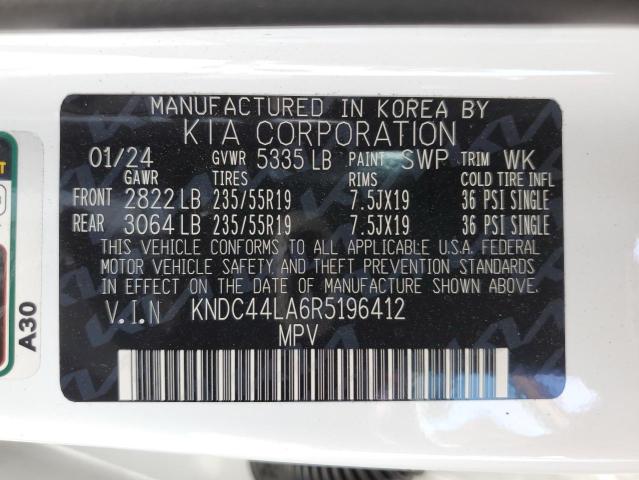 MANUFACTURED IN KOREA BY
KIA CORPORATION
01/24 GVWR 5335 LB PAINT SWP TRIM WK
GAWR TIRES RIMS COLD TIRE INFL
FRONT 2822 LB 235/55R19 7.5JX19 36 PSI SINGLE
REAR 3064 LB 235/55R19 7.5JX19 36 PSI SINGLE
THIS VEHICLE CONFORMS TO ALL APPLICABLE U.S.A. FEDERAL
MOTOR VEHICLE SAFETY, AND THEFT PREVENTION STANDARDS
IN EFFECT ON THE DATE OF MANUFACTURE SHOWN ABOVE.
V.I.N KNDC44LA6R5196412
MPV
A30